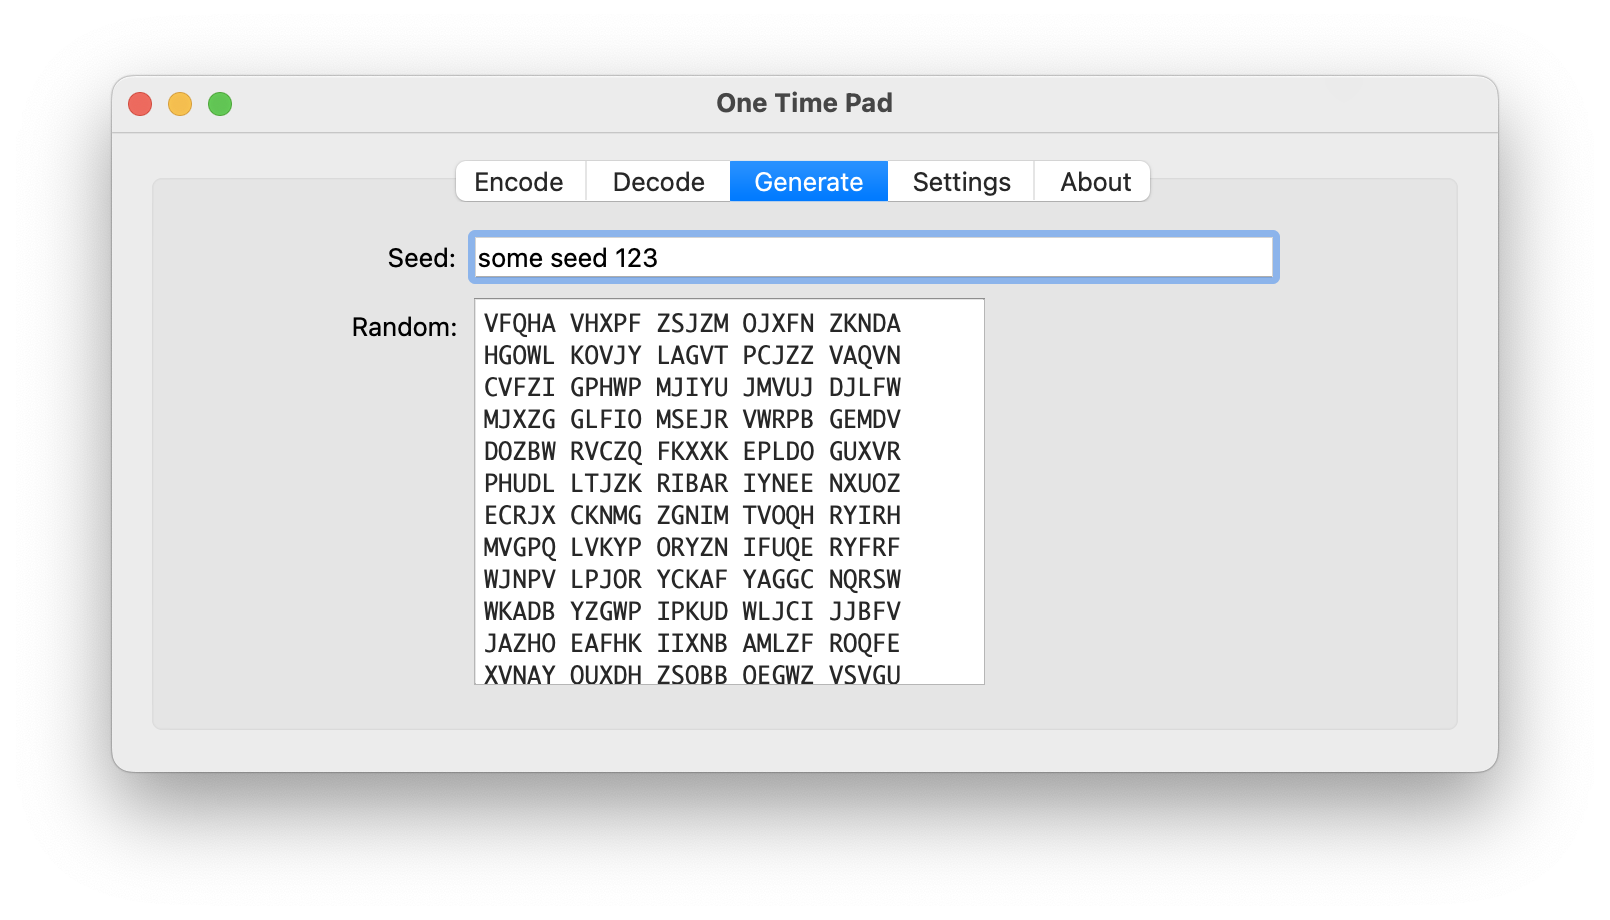 One Time Pad
Encode Decode Generate Settings About
Seed: some seed 123
Random:
VFQHA VHXPF ZSJZM OJXFN ZKNDA
HGOWL KOVJY LAGVT PCJZZ VAQVN
CVFZI GPHWP MJIYU JMVUJ DJLFW
MJXZG GLFIO MSEJR VWRPB GEMDV
DOZBW RVCZQ FKXXK EPLDO GUXVR
PHUDL LTJZK RIBAR IYNEE NXUOZ
ECRJX CKNMG ZGNIM TVOQH RYIRH
MVGPQ LVKYP ORYZN IFUQE RYFRF
WJNPV LPJOR YCKAF YAGGC NQRSW
WKADB YZGWP IPKUD WLJCI JJBFV
JAZHO EAFHK IIXNB AMLZF ROQFE
XVNAY OUXDH ZSOBB OEGWZ VSVGU